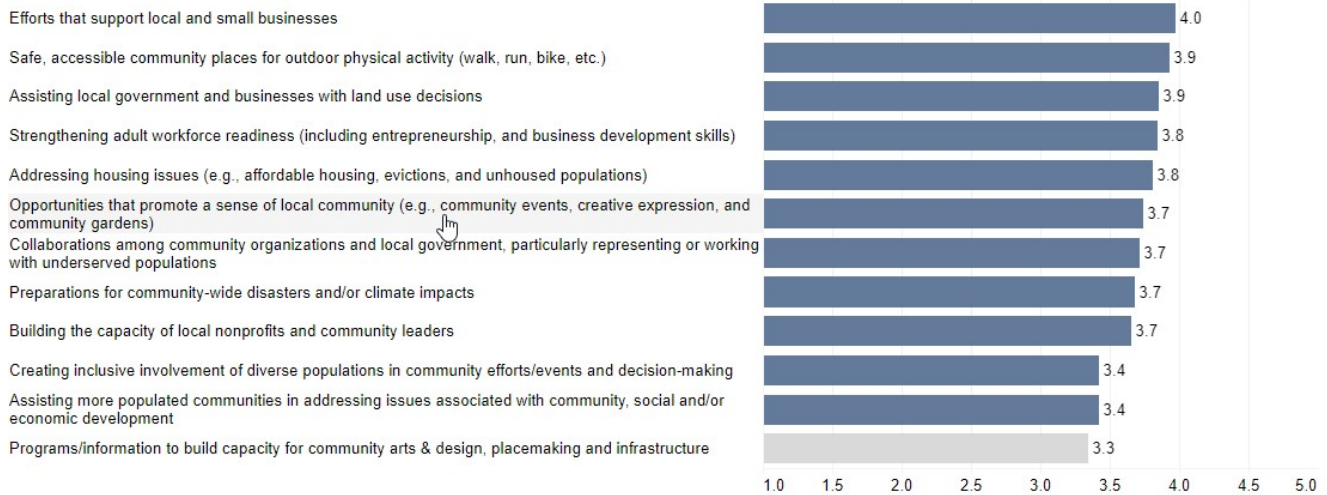 Efforts that support local and small businesses 4.0
Safe, accessible community places for outdoor physical activity (walk, run, bike, etc.) 3.9
Assisting local government and businesses with land use decisions 3.9
Strengthening adult workforce readiness (including entrepreneurship, and business development skills) 3.8
Addressing housing issues (e.g., affordable housing, evictions, and unhoused populations) 3.8
Opportunities that promote a sense of local community (e.g., community events, creative expression, and
community gardens) 3.7
Collaborations among community organizations and local government, particularly representing or working
with underserved populations 3.7
Preparations for community-wide disasters and/or climate impacts 3.7
Building the capacity of local nonprofits and community leaders 3.7
Creating inclusive involvement of diverse populations in community efforts/events and decision-making 3.4
Assisting more populated communities in addressing issues associated with community, social and/or
economic development 3.4
Programs/information to build capacity for community arts & design, placemaking and infrastructure 3.3
1.0 1.5 2.0 2.5 3.0 3.5 4.0 4.5 5.0